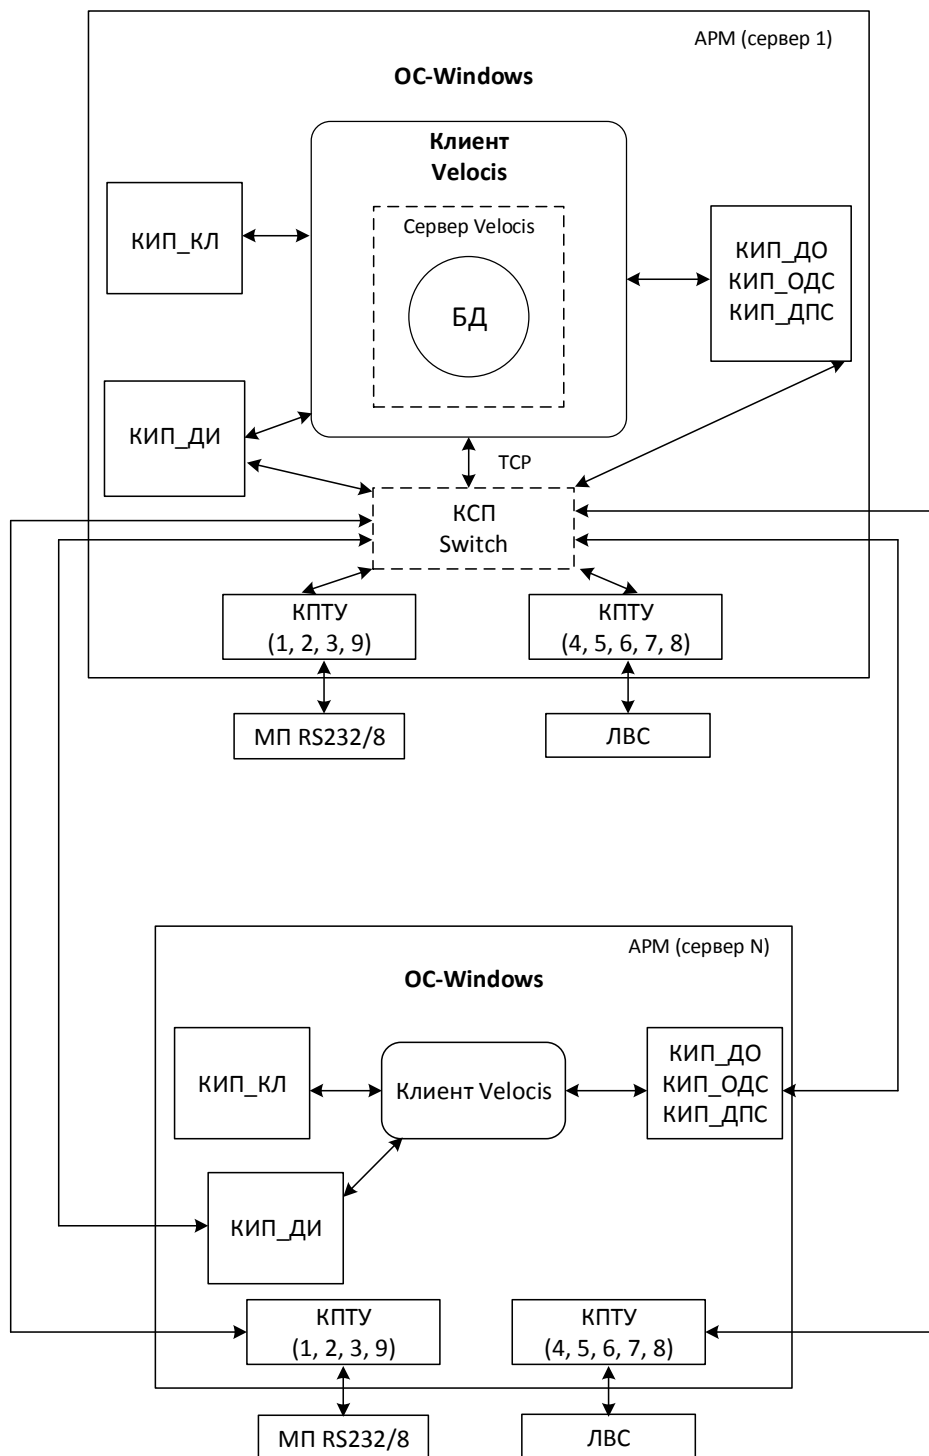 АРМ (сервер 1)
ОС-Windows
Клиент
Velocis
Сервер Velocis
БД
КИП_КЛ
КИП_ДО
КИП_ОДС
КИП_ДПС
КИП_ДИ
TCP
КСП
Switch
КПТУ
(1, 2, 3, 9)
КПТУ
(4, 5, 6, 7, 8)
МП RS232/8
ЛВС
АРМ (сервер N)
ОС-Windows
КИП_КЛ
Клиент Velocis
КИП_ДО
КИП_ОДС
КИП_ДПС
КИП_ДИ
КПТУ
(1, 2, 3, 9)
КПТУ
(4, 5, 6, 7, 8)
МП RS232/8
ЛВС